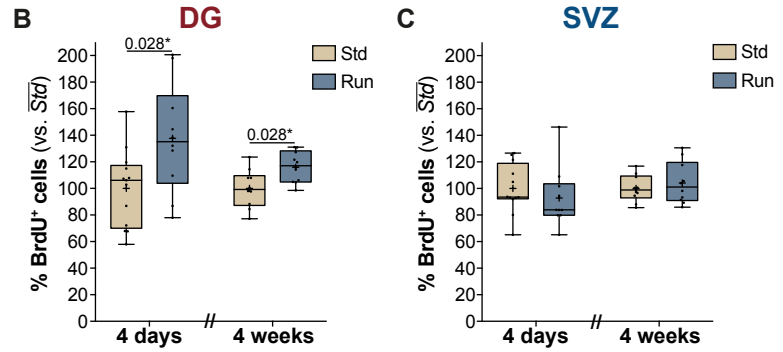 B
DG
% BrdU⁺ cells (vs. S̅t̅d̅)
200
180
160
140
120
100
80
60
40
20
0
0.028*
0.028*
Std
Run
4 days
//
4 weeks
C
SVZ
% BrdU⁺ cells (vs. S̅t̅d̅)
200
180
160
140
120
100
80
60
40
20
0
Std
Run
4 days
//
4 weeks